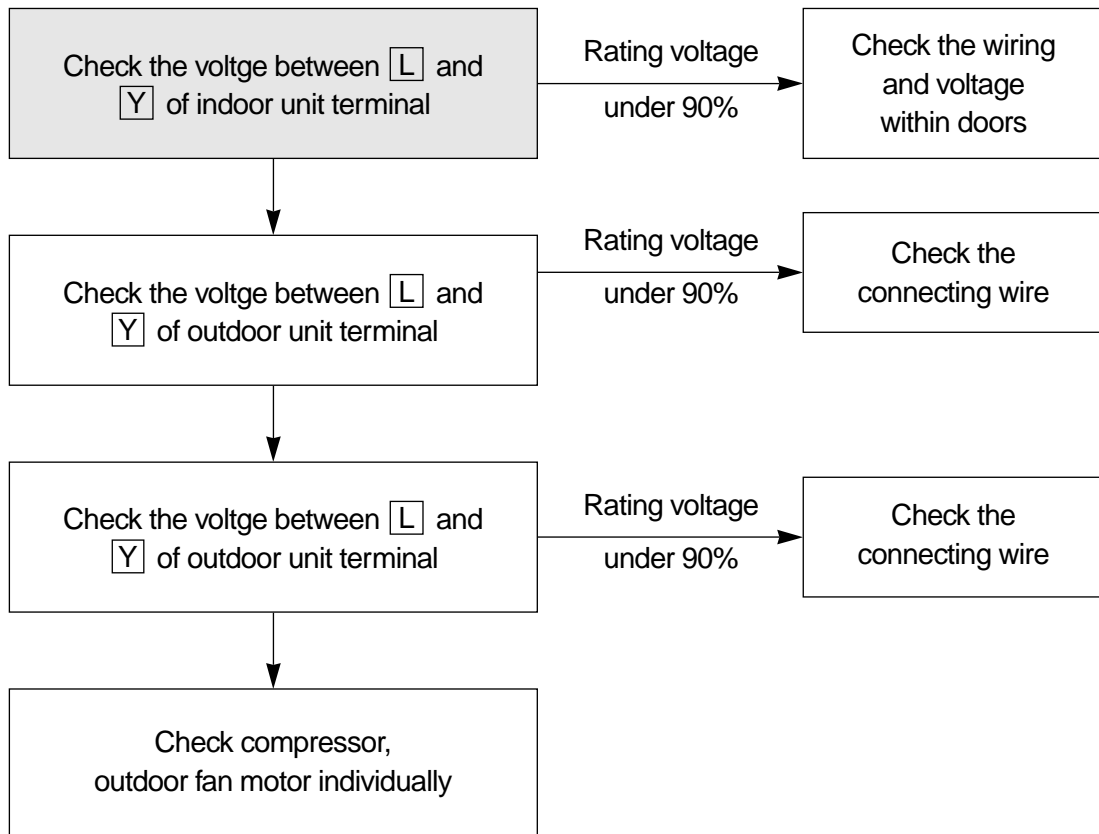 Check the voltge between L and
Y of indoor unit terminal
Rating voltage
under 90%
Check the wiring
and voltage
within doors
Check the voltge between L and
Y of outdoor unit terminal
Rating voltage
under 90%
Check the
connecting wire
Check the voltge between L and
Y of outdoor unit terminal
Rating voltage
under 90%
Check the
connecting wire
Check compressor,
outdoor fan motor individually